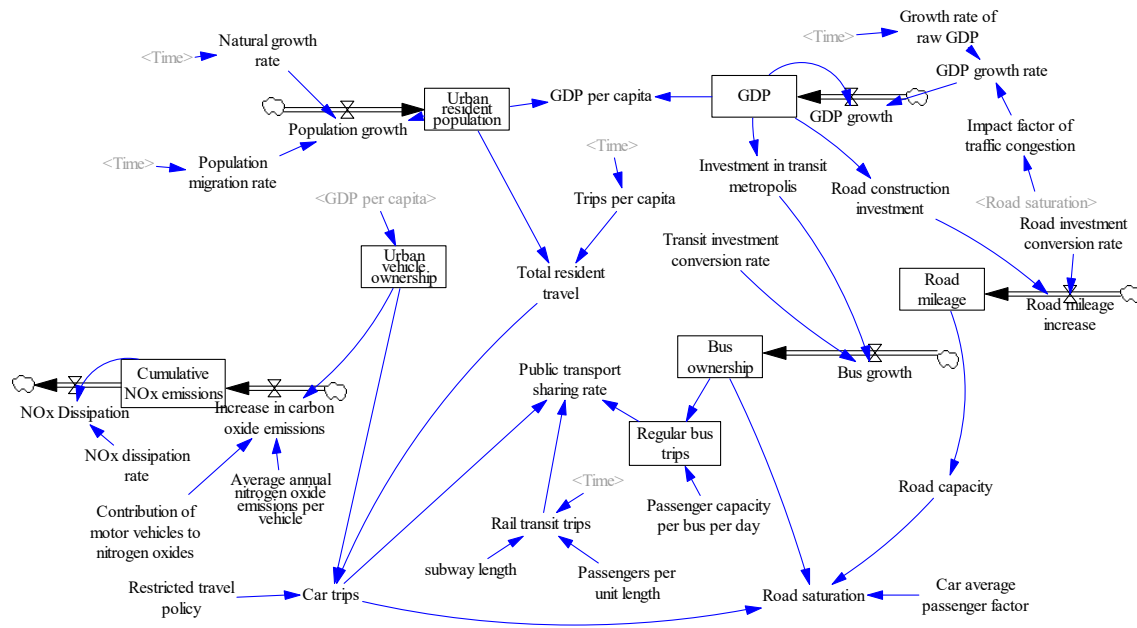 Growth rate of
raw GDP
<Time>
Natural growth
rate
<Time>
GDP growth rate
Urban
resident
population
GDP per capita
GDP
GDP growth
Population growth
Impact factor of
traffic congestion
<Time>
Population
migration rate
<Time>
Investment in transit
metropolis
Road construction
investment
<GDP per capita>
Trips per capita
<Road saturation>
Road investment
conversion rate
Urban
vehicle
ownership
Transit investment
conversion rate
Total resident
travel
Road
mileage
Road mileage
increase
Bus
ownership
Bus growth
Cumulative
NOx emissions
Public transport
sharing rate
NOx Dissipation
Increase in carbon
oxide emissions
Regular bus
trips
NOx dissipation
rate
Average annual
nitrogen oxide
emissions per
vehicle
<Time>
Road capacity
Contribution of
motor vehicles to
nitrogen oxides
Rail transit trips
Passenger capacity
per bus per day
subway length
Passengers per
unit length
Restricted travel
policy
Car trips
Road saturation
Car average
passenger factor